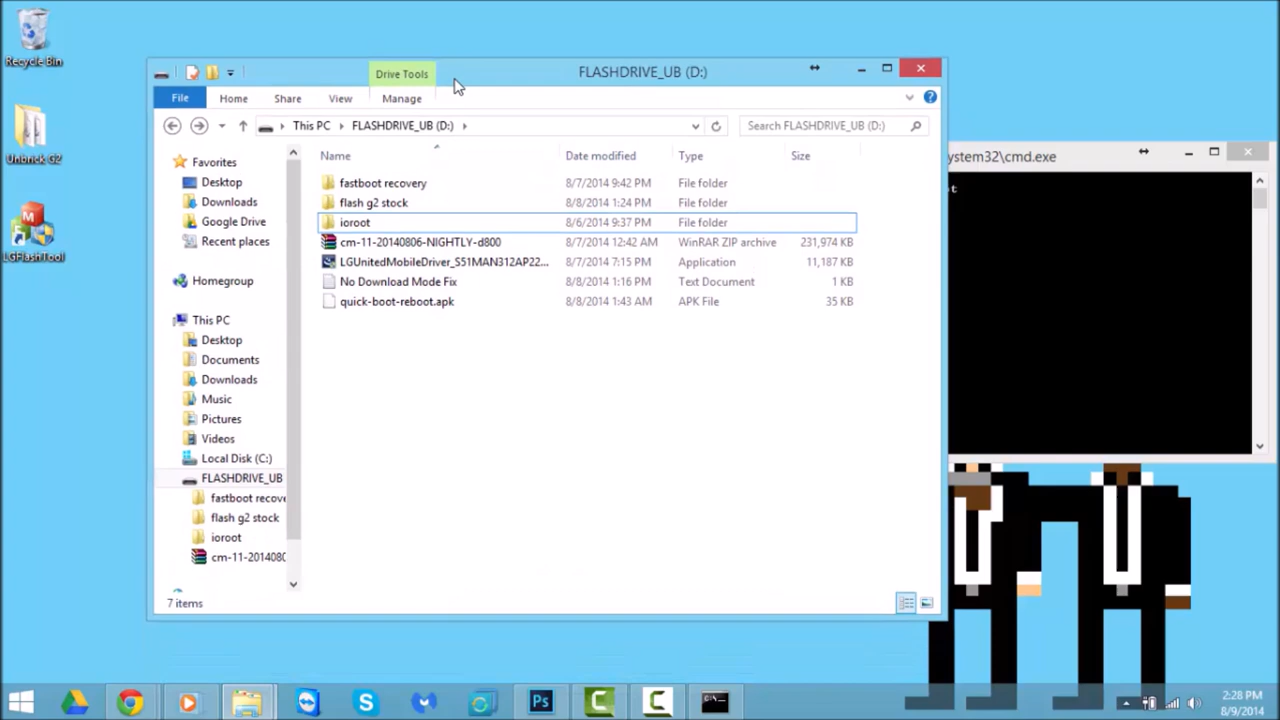 Recycle Bin
Unbrick G2
LGFlashTool
Drive Tools
FLASHDRIVE_UB (D:)
File Home Share View Manage
This PC FLASHDRIVE_UB (D:)
Search FLASHDRIVE_UB (D:)
Name Date modified Type Size
fastboot recovery 8/7/2014 9:42 PM File folder
flash g2 stock 8/8/2014 1:24 PM File folder
ioroot 8/6/2014 9:37 PM File folder
cm-11-20140806-NIGHTLY-d800 8/7/2014 12:42 AM WinRAR ZIP archive 231,974 KB
LGUnitedMobileDriver_S51MAN312AP22... 8/7/2014 7:15 PM Application 11,187 KB
No Download Mode Fix 8/8/2014 1:16 PM Text Document 1 KB
quick-boot-reboot.apk 8/8/2014 1:43 AM APK File 35 KB
Favorites
Desktop
Downloads
Google Drive
Recent places
Homegroup
This PC
Desktop
Documents
Downloads
Music
Pictures
Videos
Local Disk (C:)
FLASHDRIVE_UB
fastboot recove
flash g2 stock
ioroot
cm-11-201408
7 items
ystem32\cmd.exe
t
Ps
2:28 PM
8/9/2014